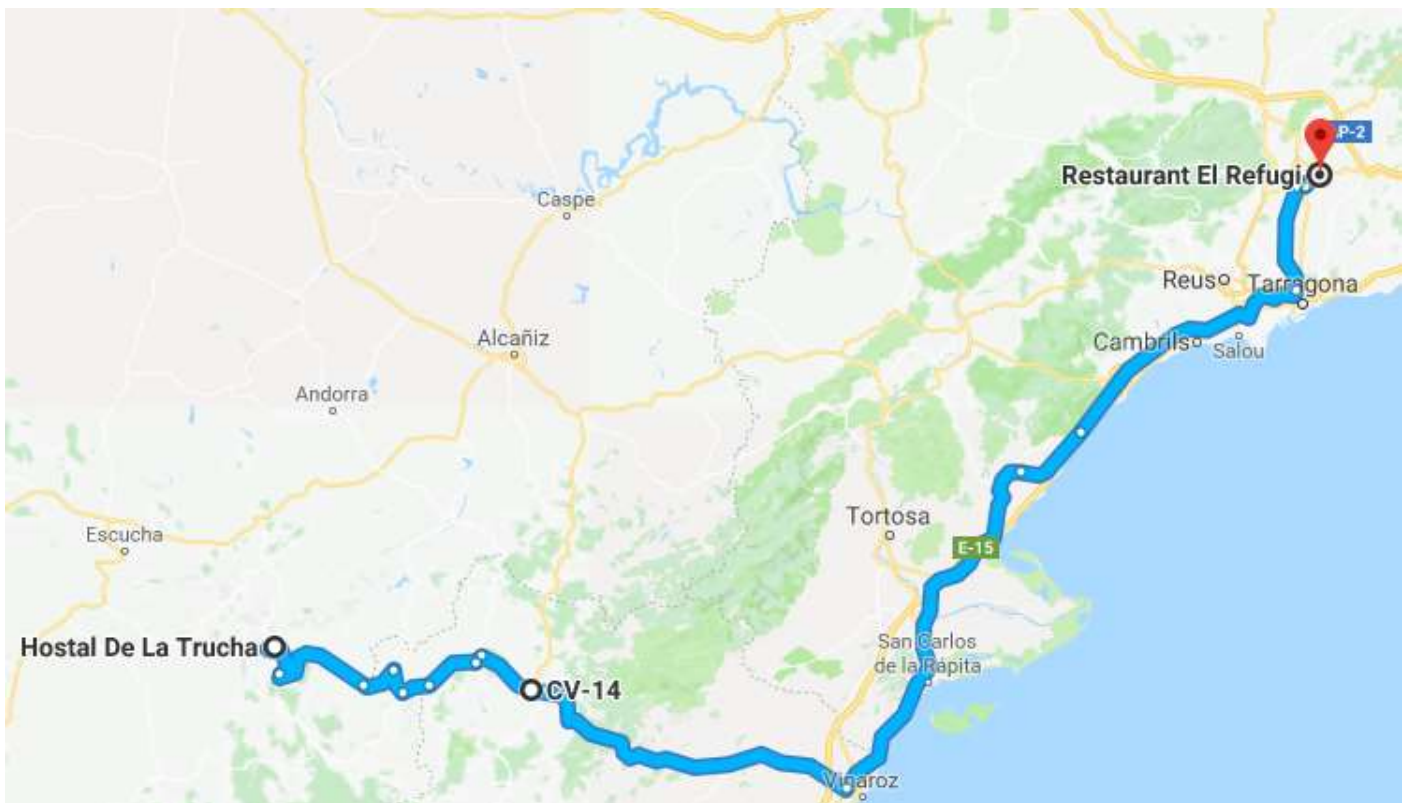 SP-2
Restaurant El Refugi
Caspe
Reus
Tarragona
Alcañiz
Cambrils
Salou
Andorra
Tortosa
Escucha
E-15
Hostal De La Trucha
San Carlos
de la Rápita
CV-14
Vinaroz